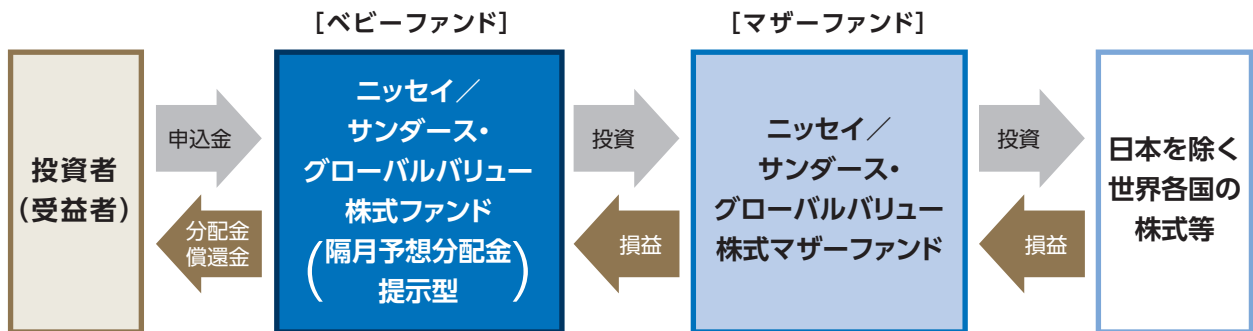 [ベビーファンド]
[マザーファンド]
投資者
(受益者)
申込金
分配金
償還金
ニッセイ／
サンダース・
グローバルバリュー
株式ファンド
(隔月予想分配金
提示型)
投資
損益
ニッセイ／
サンダース・
グローバルバリュー
株式マザーファンド
投資
損益
日本を除く
世界各国の
株式等